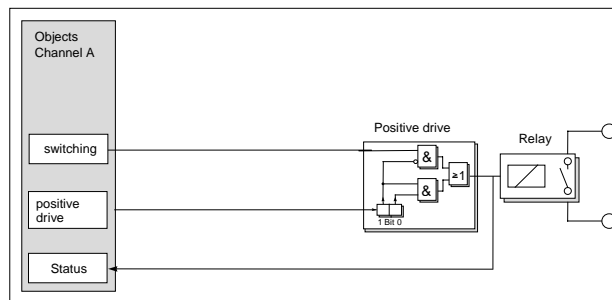 Objects
Channel A
switching
positive
drive
Status
Positive drive
&
&
≥1
1 Bit 0
Relay